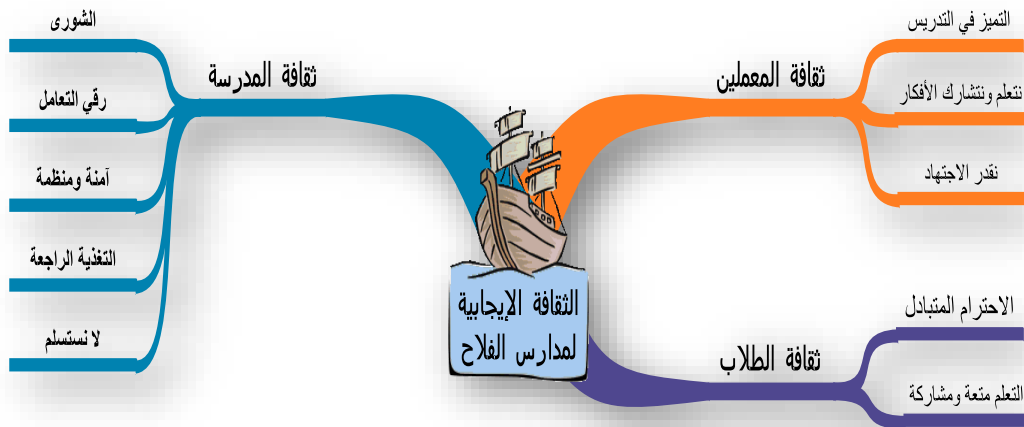 الثقافة الإيجابية
لمدارس الفلاح
ثقافة المعملين
التميز في التدريس
نتعلم ونتشارك الأفكار
نقدر الاجتهاد
ثقافة الطلاب
الاحترام المتبادل
التعلم متعة ومشاركة
ثقافة المدرسة
الشورى
رقي التعامل
آمنة ومنظمة
التغذية الراجعة
لا نستسلم